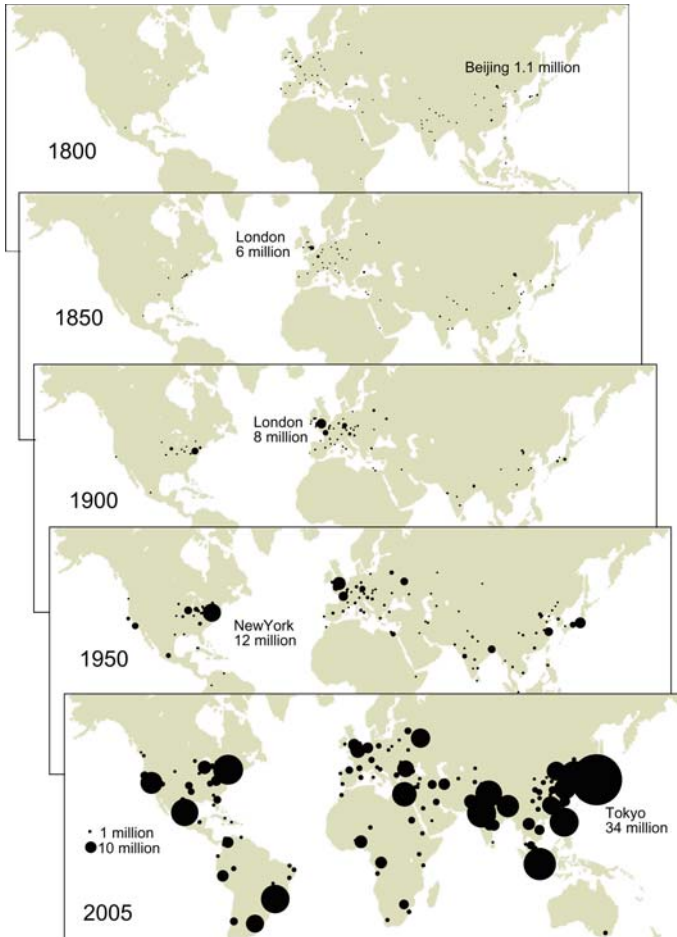 Beijing 1.1 million
1800
London
6 million
1850
London
8 million
1900
NewYork
12 million
1950
Tokyo
34 million
1 million
10 million
2005